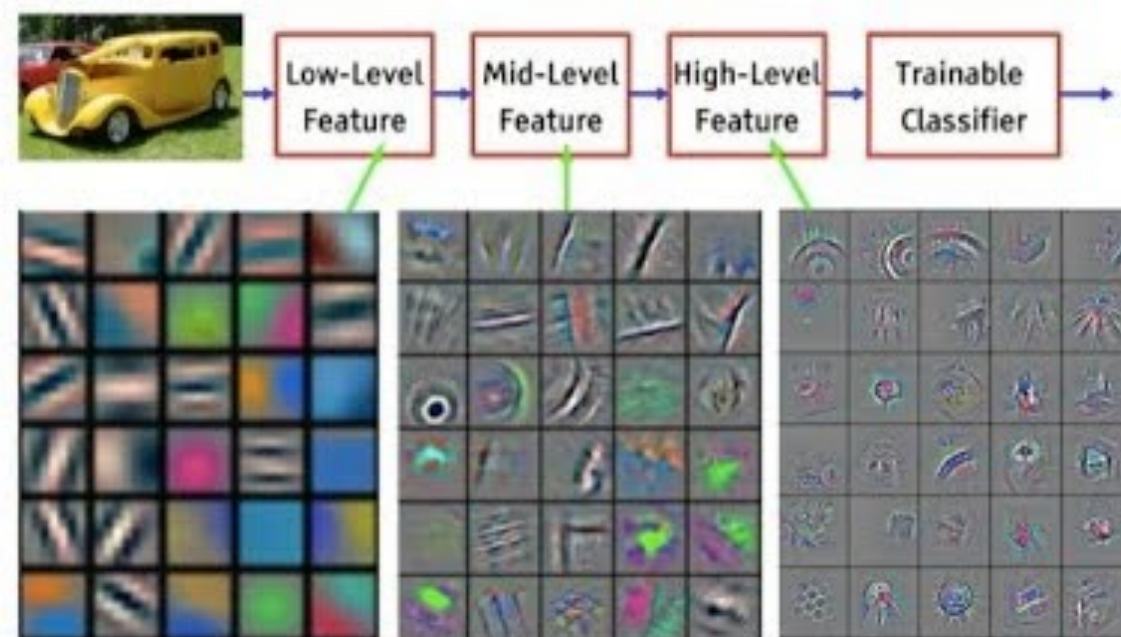 Low-Level
Feature
Mid-Level
Feature
High-Level
Feature
Trainable
Classifier